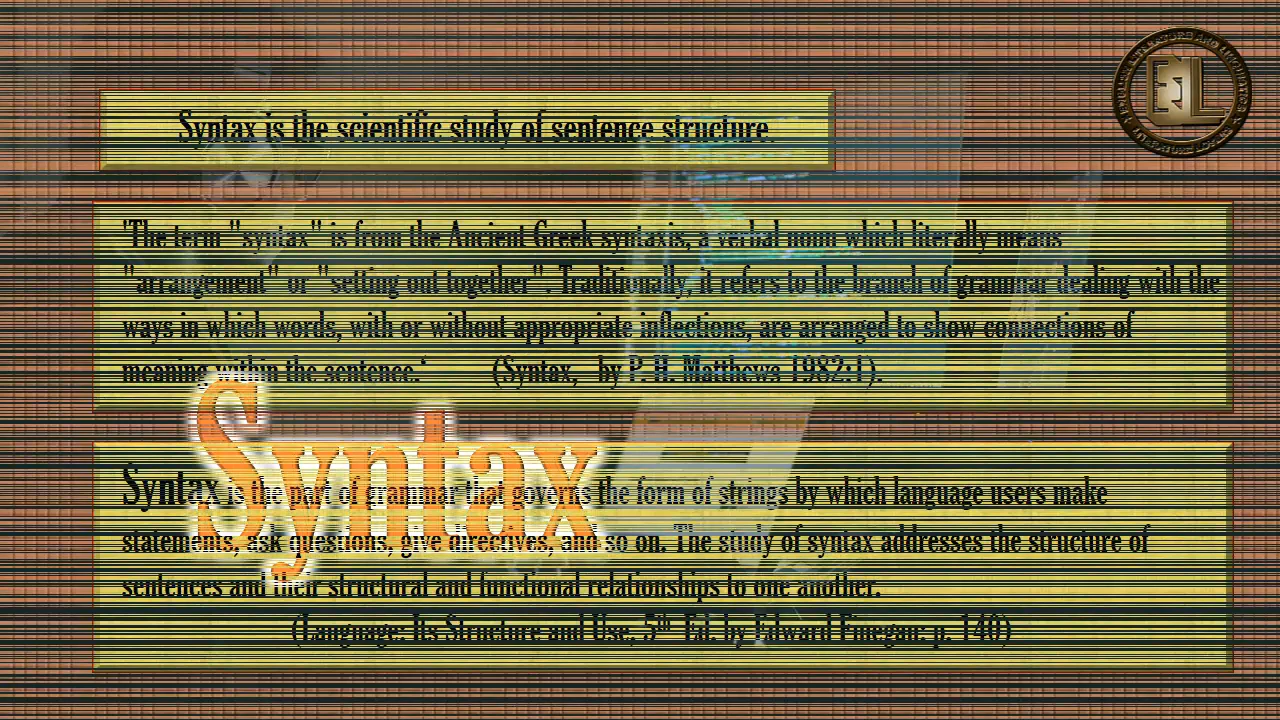 Syntax is the scientific study of sentence structure.
'The term "syntax" is from the Ancient Greek syntaxis, a verbal noun which literally means
"arrangement" or "setting out together". Traditionally, it refers to the branch of grammar dealing with the
ways in which words, with or without appropriate inflections, are arranged to show connections of
meaning within the sentence.‘ (Syntax, by P. H. Matthews 1982:1).
Syntax
Syntax is the part of grammar that governs the form of strings by which language users make
statements, ask questions, give directives, and so on. The study of syntax addresses the structure of
sentences and their structural and functional relationships to one another.
(Language: Its Structure and Use, 5th Ed. by Edward Finegan: p. 140)